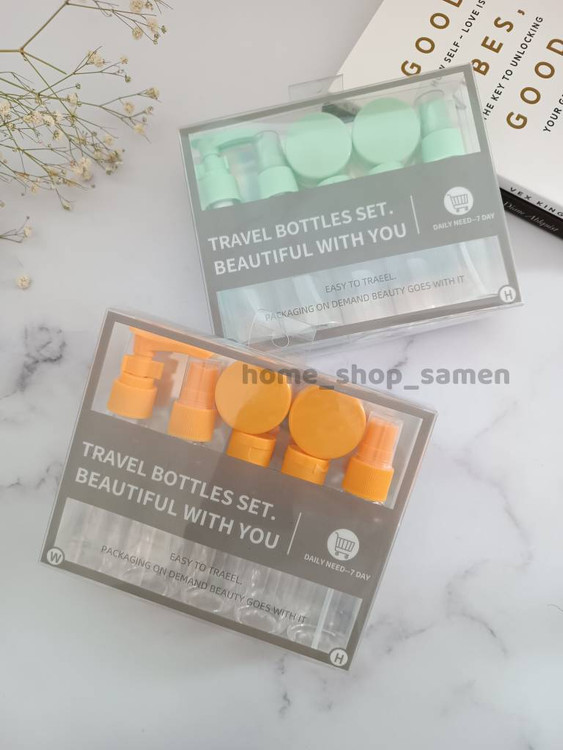 GOOD
BES,
GOOD
W SELF-LOVE IS
THE KEY TO UNLOCKING
YOUR
VEX KING
TRAVEL BOTTLES SET.
BEAUTIFUL WITH YOU
DAILY NEED--7 DAY
EASY TO TRAEEL.
PACKAGING ON DEMAND BEAUTY GOES WITH IT
H
home_shop_samen
TRAVEL BOTTLES SET.
BEAUTIFUL WITH YOU
DAILY NEED--7 DAY
EASY TO TRAEEL.
PACKAGING ON DEMAND BEAUTY GOES WITH IT
W
H